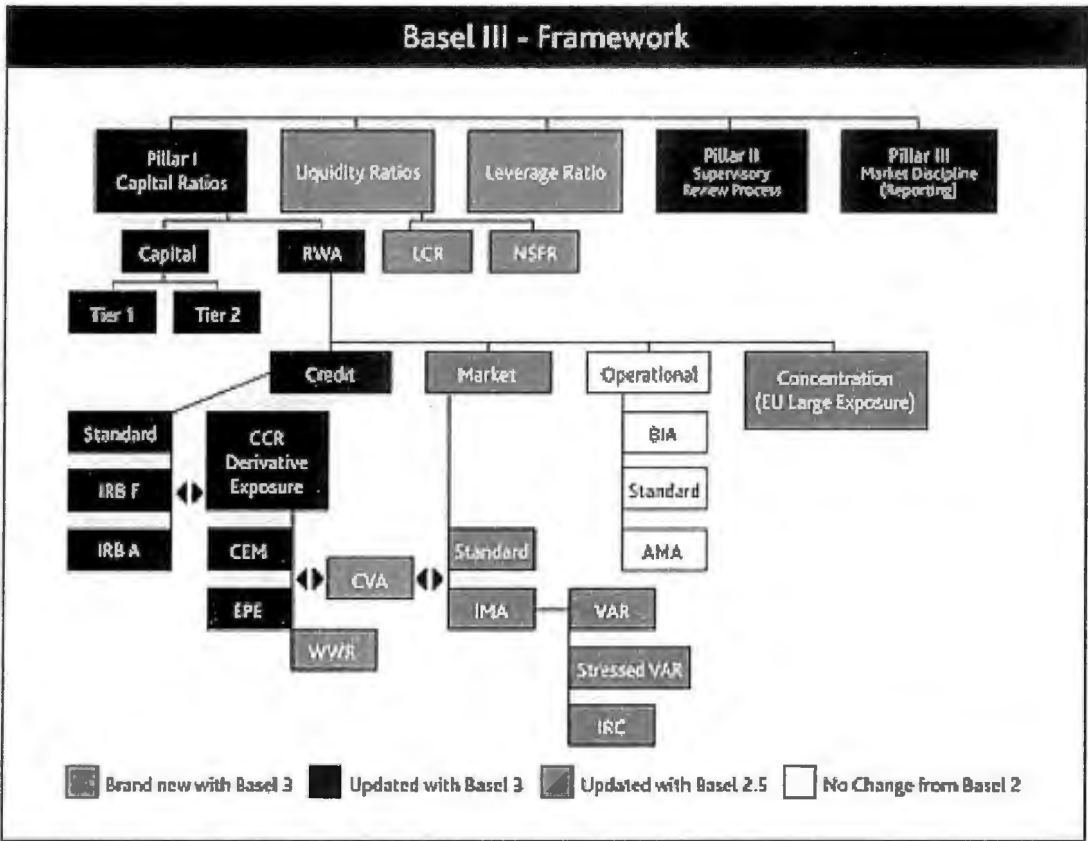 Basel III - Framework
Pillar I
Capital Ratios
Liquidity Ratios
Leverage Ratio
Pillar II
Supervisory
Review Process
Pillar III
Market Discipline
(Reporting)
Capital
RWA
LCR
NSFR
Tier 1
Tier 2
Credit
Market
Operational
Concentration
(EU Large Exposure)
Standard
IRB F
IRB A
CCR
Derivative
Exposure
CEM
EPE
WWR
CVA
Standard
IMA
VAR
Stressed VAR
IRC
BIA
Standard
AMA
Brand new with Basel 3
Updated with Basel 3
Updated with Basel 2.5
No Change from Basel 2